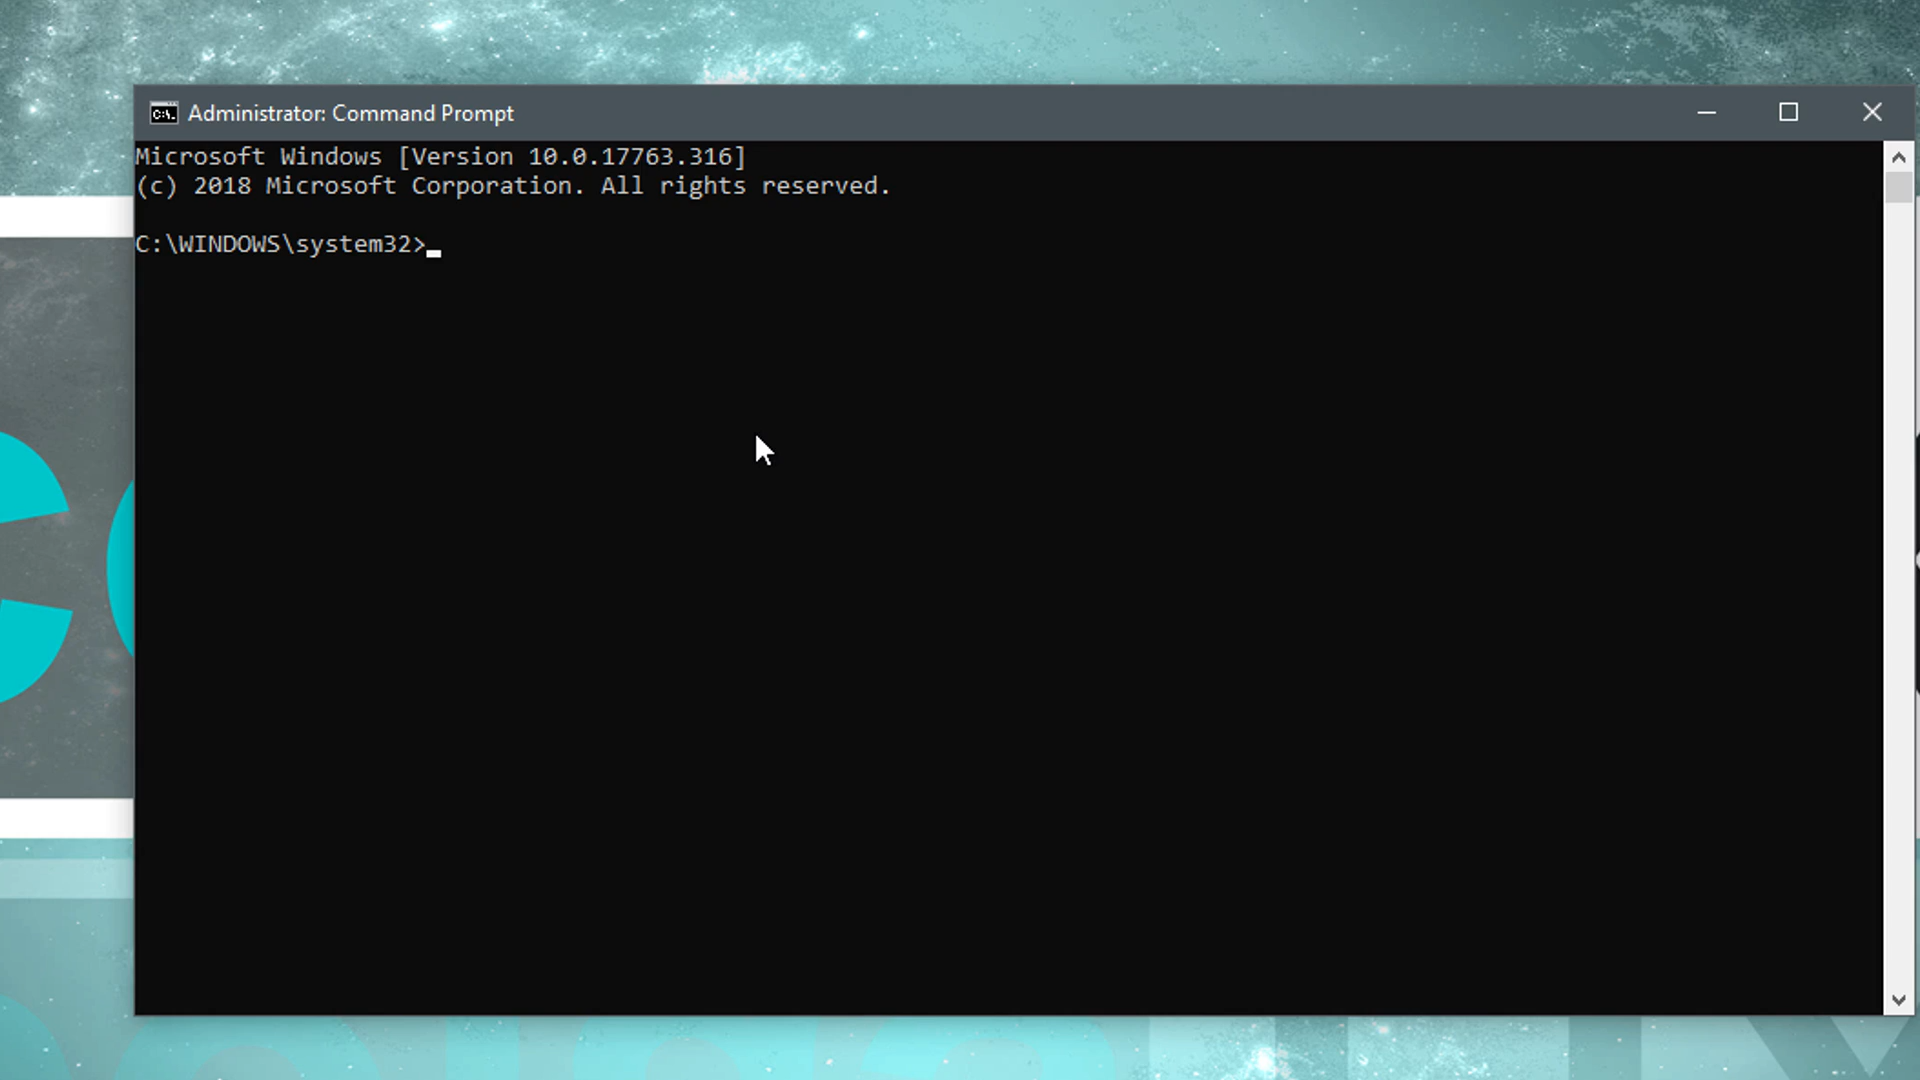 Administrator: Command Prompt
Microsoft Windows [Version 10.0.17763.316]
(c) 2018 Microsoft Corporation. All rights reserved.
C:\WINDOWS\system32>